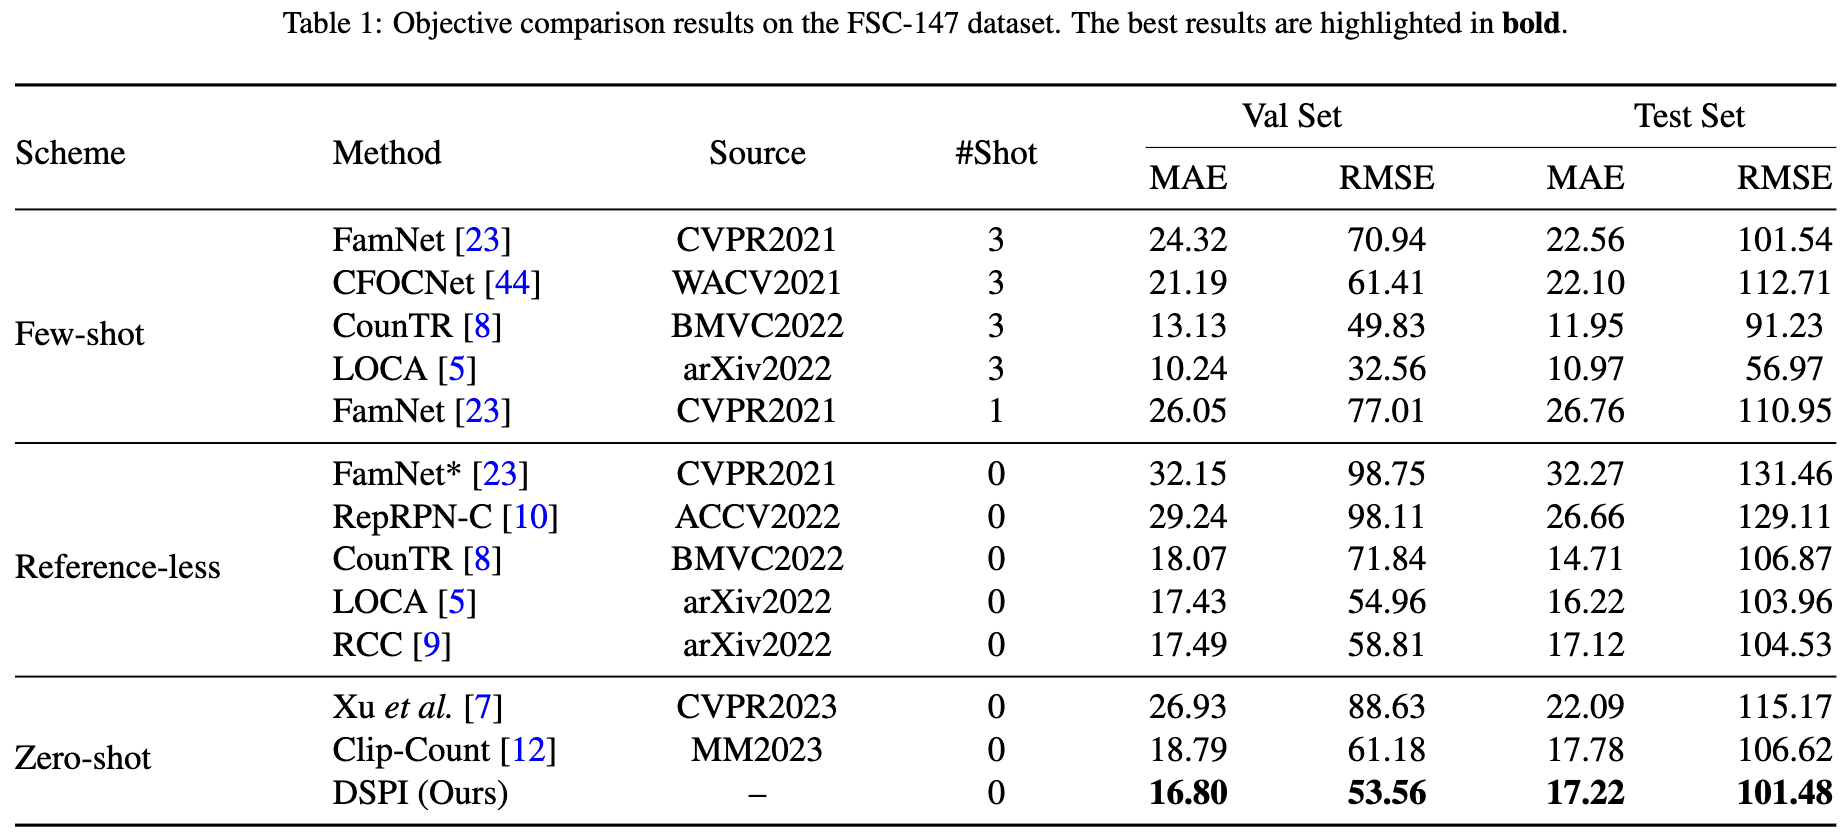 Table 1: Objective comparison results on the FSC-147 dataset. The best results are highlighted in bold.
Scheme Method Source #Shot Val Set Test Set
MAE RMSE MAE RMSE
Few-shot
FamNet [23] CVPR2021 3 24.32 70.94 22.56 101.54
CFOCNet [44] WACV2021 3 21.19 61.41 22.10 112.71
CounTR [8] BMVC2022 3 13.13 49.83 11.95 91.23
LOCA [5] arXiv2022 3 10.24 32.56 10.97 56.97
FamNet [23] CVPR2021 1 26.05 77.01 26.76 110.95
Reference-less
FamNet* [23] CVPR2021 0 32.15 98.75 32.27 131.46
RepRPN-C [10] ACCV2022 0 29.24 98.11 26.66 129.11
CounTR [8] BMVC2022 0 18.07 71.84 14.71 106.87
LOCA [5] arXiv2022 0 17.43 54.96 16.22 103.96
RCC [9] arXiv2022 0 17.49 58.81 17.12 104.53
Zero-shot
Xu et al. [7] CVPR2023 0 26.93 88.63 22.09 115.17
Clip-Count [12] MM2023 0 18.79 61.18 17.78 106.62
DSPI (Ours) – 0 16.80 53.56 17.22 101.48